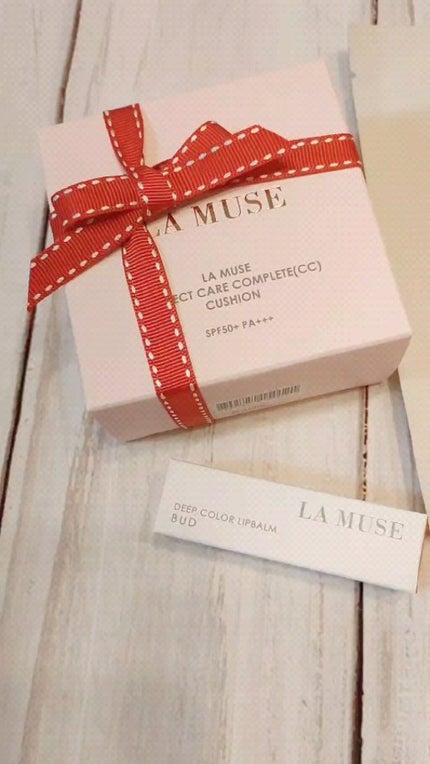 LA MUSE
LA MUSE
ECT CARE COMPLETE(CC)
CUSHION
SPF50+ PA+++
DEEP COLOR LIPBALM
BUD
LA MUSE